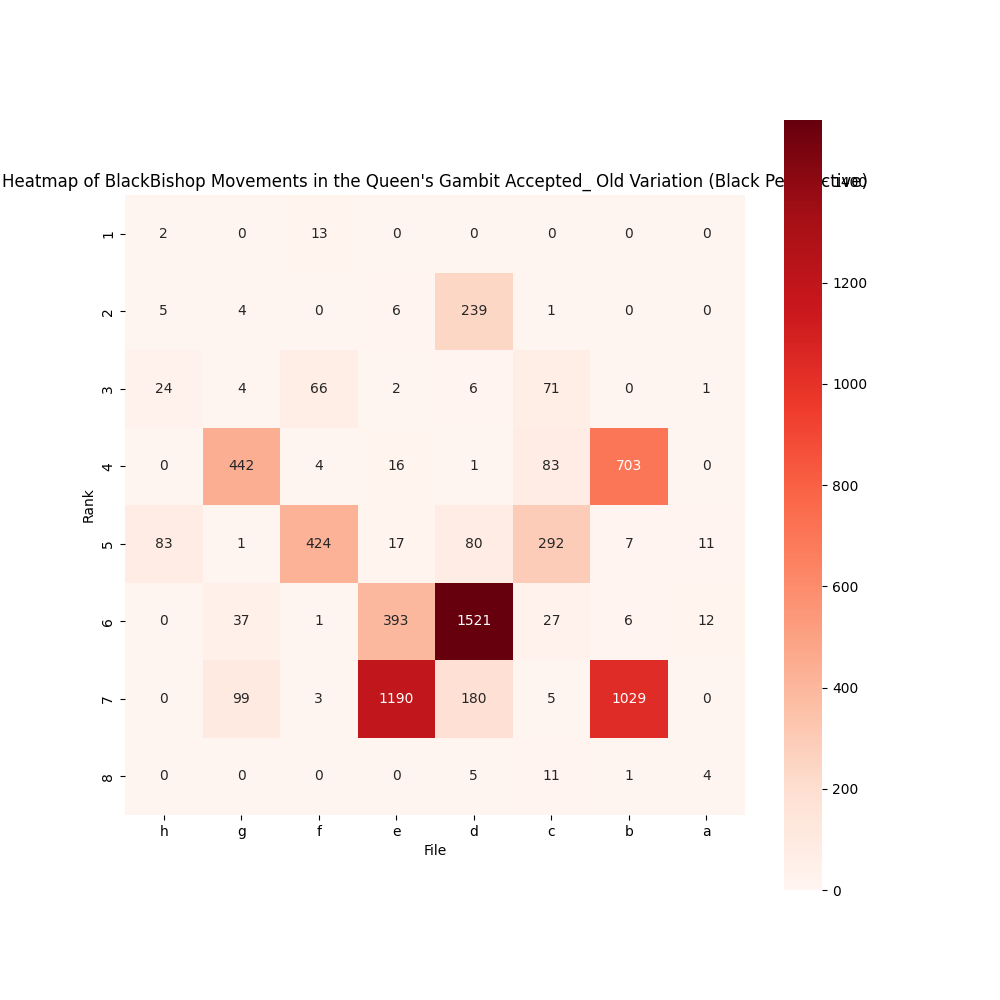 Heatmap of BlackBishop Movements in the Queen's Gambit Accepted_ Old Variation (Black Pe ctive)
1 2 0 13 0 0 0 0 0
2 5 4 0 6 239 1 0 0
3 24 4 66 2 6 71 0 1
4 0 442 4 16 1 83 703 0
Rank
5 83 1 424 17 80 292 7 11
6 0 37 1 393 1521 27 6 12
7 0 99 3 1190 180 5 1029 0
8 0 0 0 0 5 11 1 4
h g f e d c b a
File
1200
1000
800
600
400
200
0